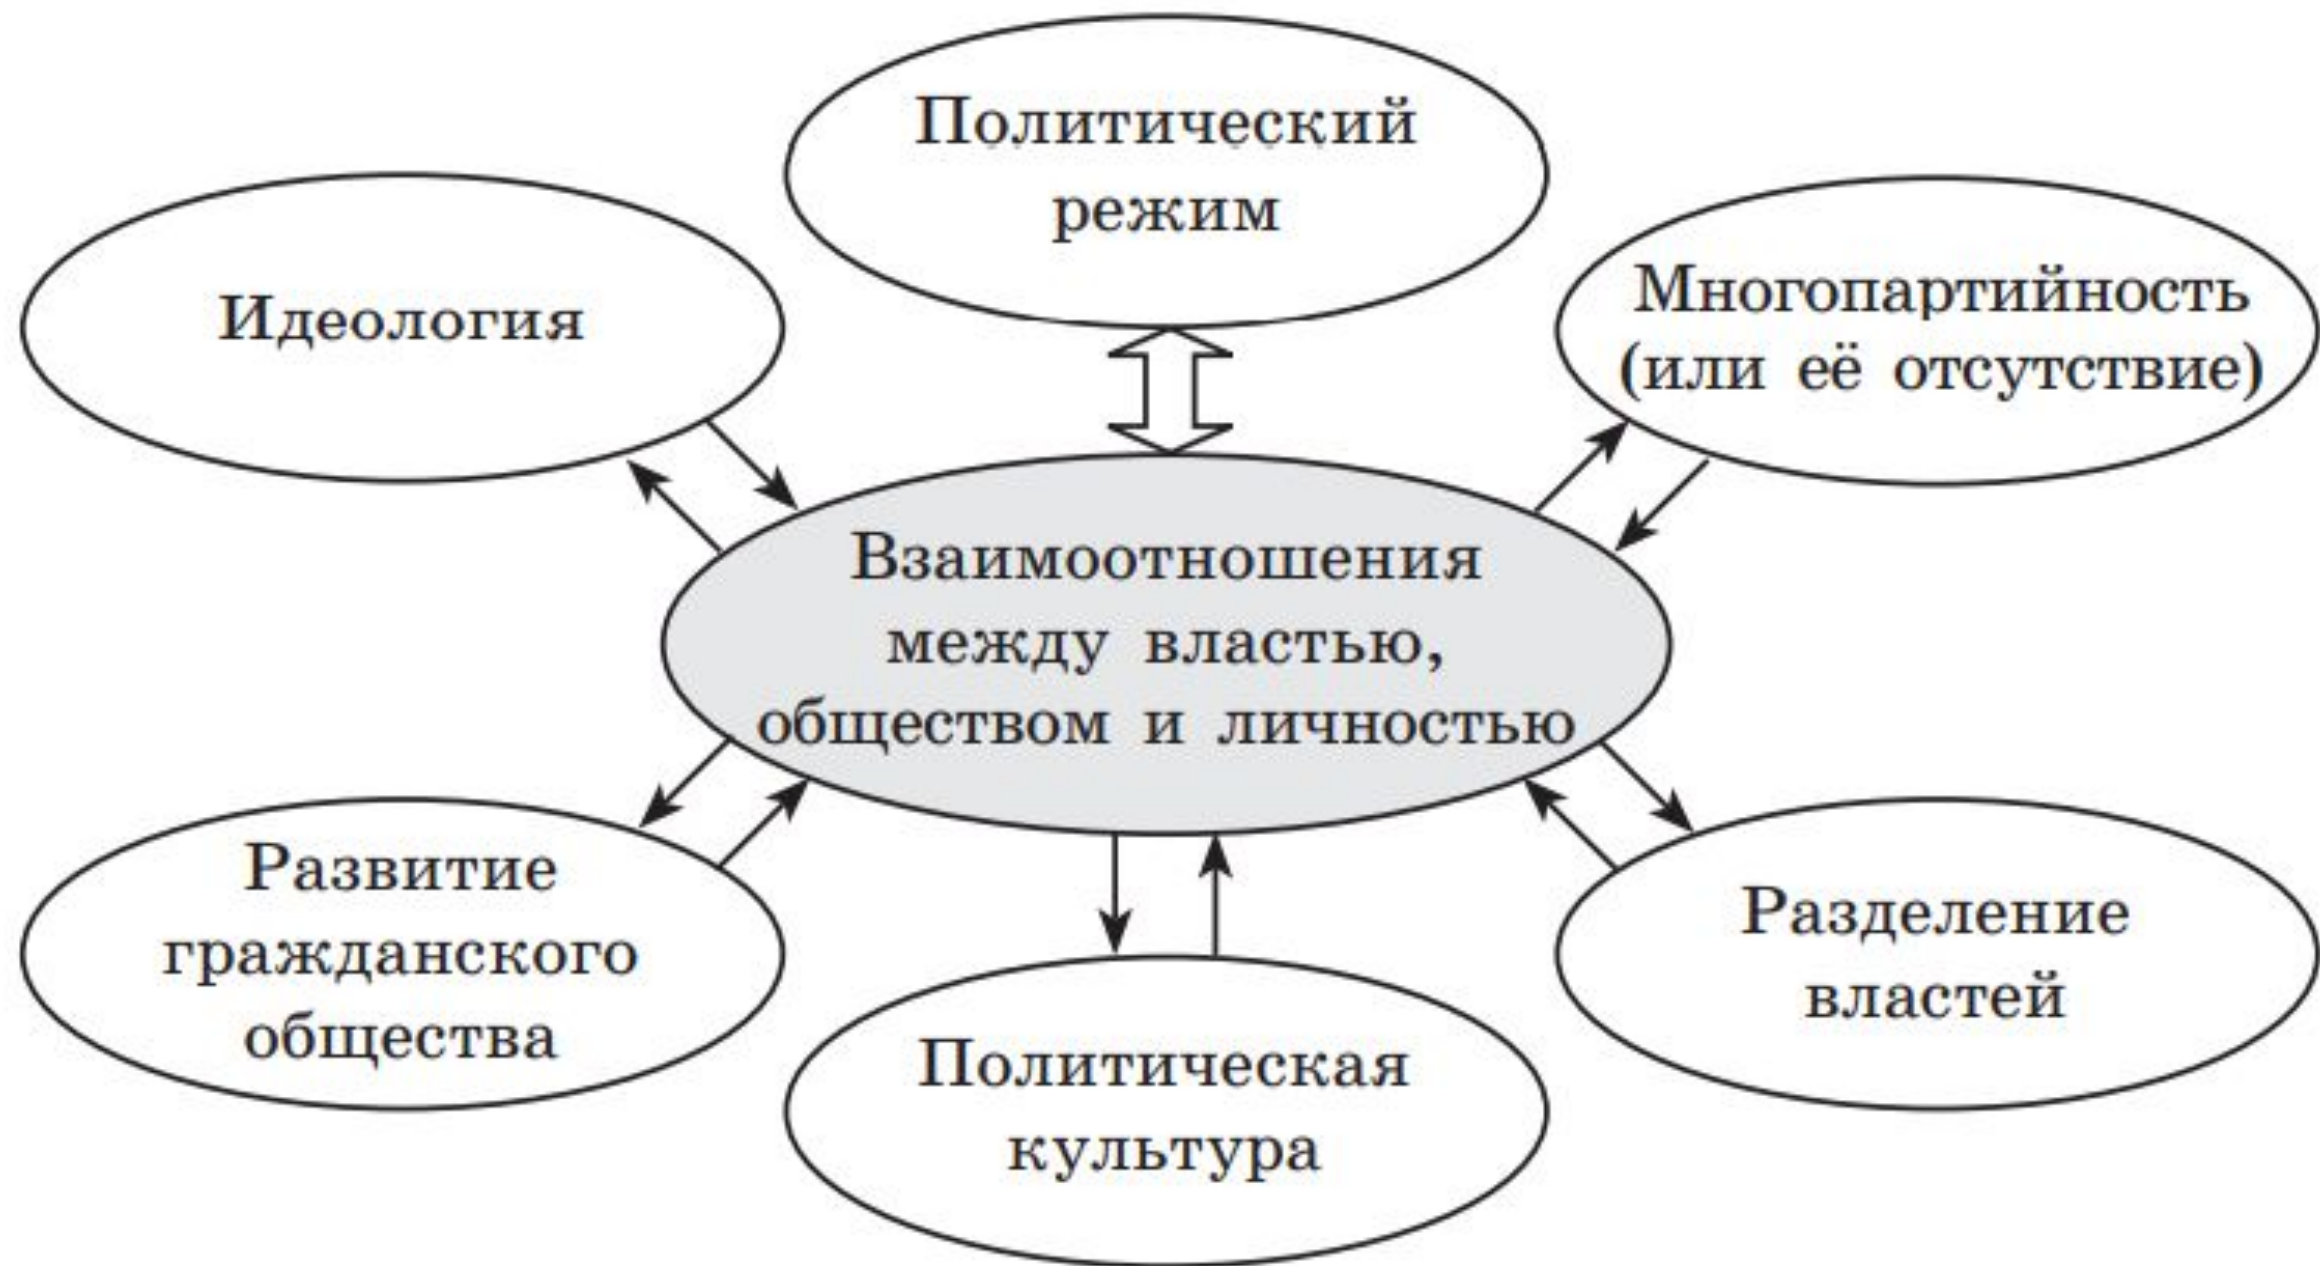 Политический
режим
Идеология
Многопартийность
(или её отсутствие)
Взаимоотношения
между властью,
обществом и личностью
Развитие
гражданского
общества
Политическая
культура
Разделение
властей